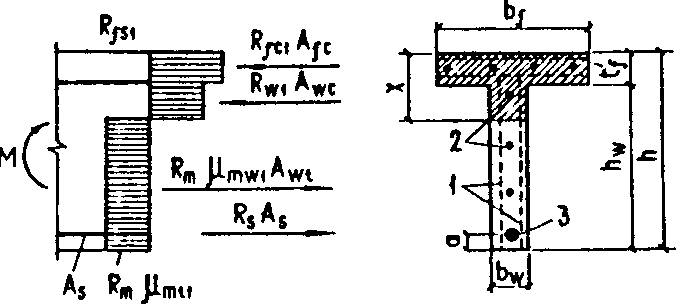 R_fs1
R_fc1 A_fc
R_w1 A_wc
M
R_m μ_mw1 A_wt
R_s A_s
A_s
R_m μ_mt1
b_f
x
t'_f
h_w
h
2
1
3
a
b_w